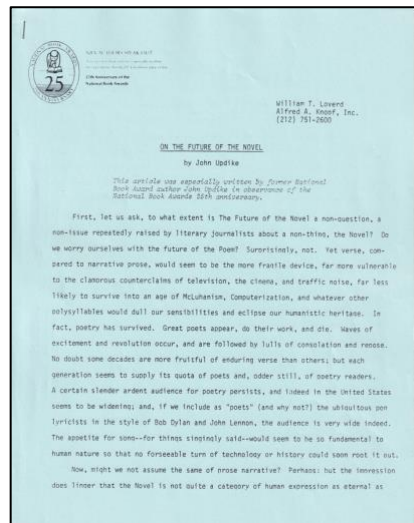 25
25th Anniversary of the
National Book Awards
William T. Loverd
Alfred A. Knopf, Inc.
(212) 751-2600
ON THE FUTURE OF THE NOVEL
by John Updike
This article was especially written by former National
Book Award author John Updike in observance of the
National Book Awards 25th anniversary.
First, let us ask, to what extent is The Future of the Novel a non-question, a
non-issue repeatedly raised by literary journalists about a non-thing, the Novel? Do
we worry ourselves with the future of the Poem? Surprisingly, not. Yet verse, com-
pared to narrative prose, would seem to be the more fragile device, far more vulnerable
to the clamorous counterclaims of television, the cinema, and traffic noise, far less
likely to survive into an age of McLuhanism, Computerization, and whatever other
polysyllables would dull our sensibilities and eclipse our humanistic heritage. In
fact, poetry has survived. Great poets appear, do their work, and die. Waves of
excitement and revolution occur, and are followed by lulls of consolation and repose.
No doubt some decades are more fruitful of enduring verse than others; but each
generation seems to supply its quota of poets and, odder still, of poetry readers.
A certain slender ardent audience for poetry persists, and indeed in the United States
seems to be widening; and, if we include as "poets" (and why not?) the ubiquitous pop
lyricists in the style of Bob Dylan and John Lennon, the audience is very wide indeed.
The appetite for song--for things singingly said--would seem to be so fundamental to
human nature so that no forseeable turn of technology or history could soon root it out.
Now, might we not assume the same of prose narrative? Perhaps; but the impression
does linger that the Novel is not quite a category of human expression as eternal as